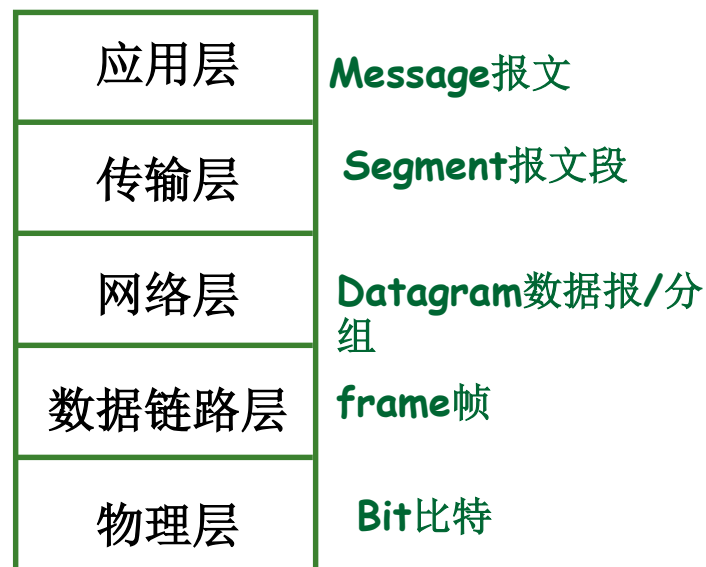 应用层
Message报文
传输层
Segment报文段
网络层
Datagram数据报/分
组
数据链路层
frame帧
物理层
Bit比特